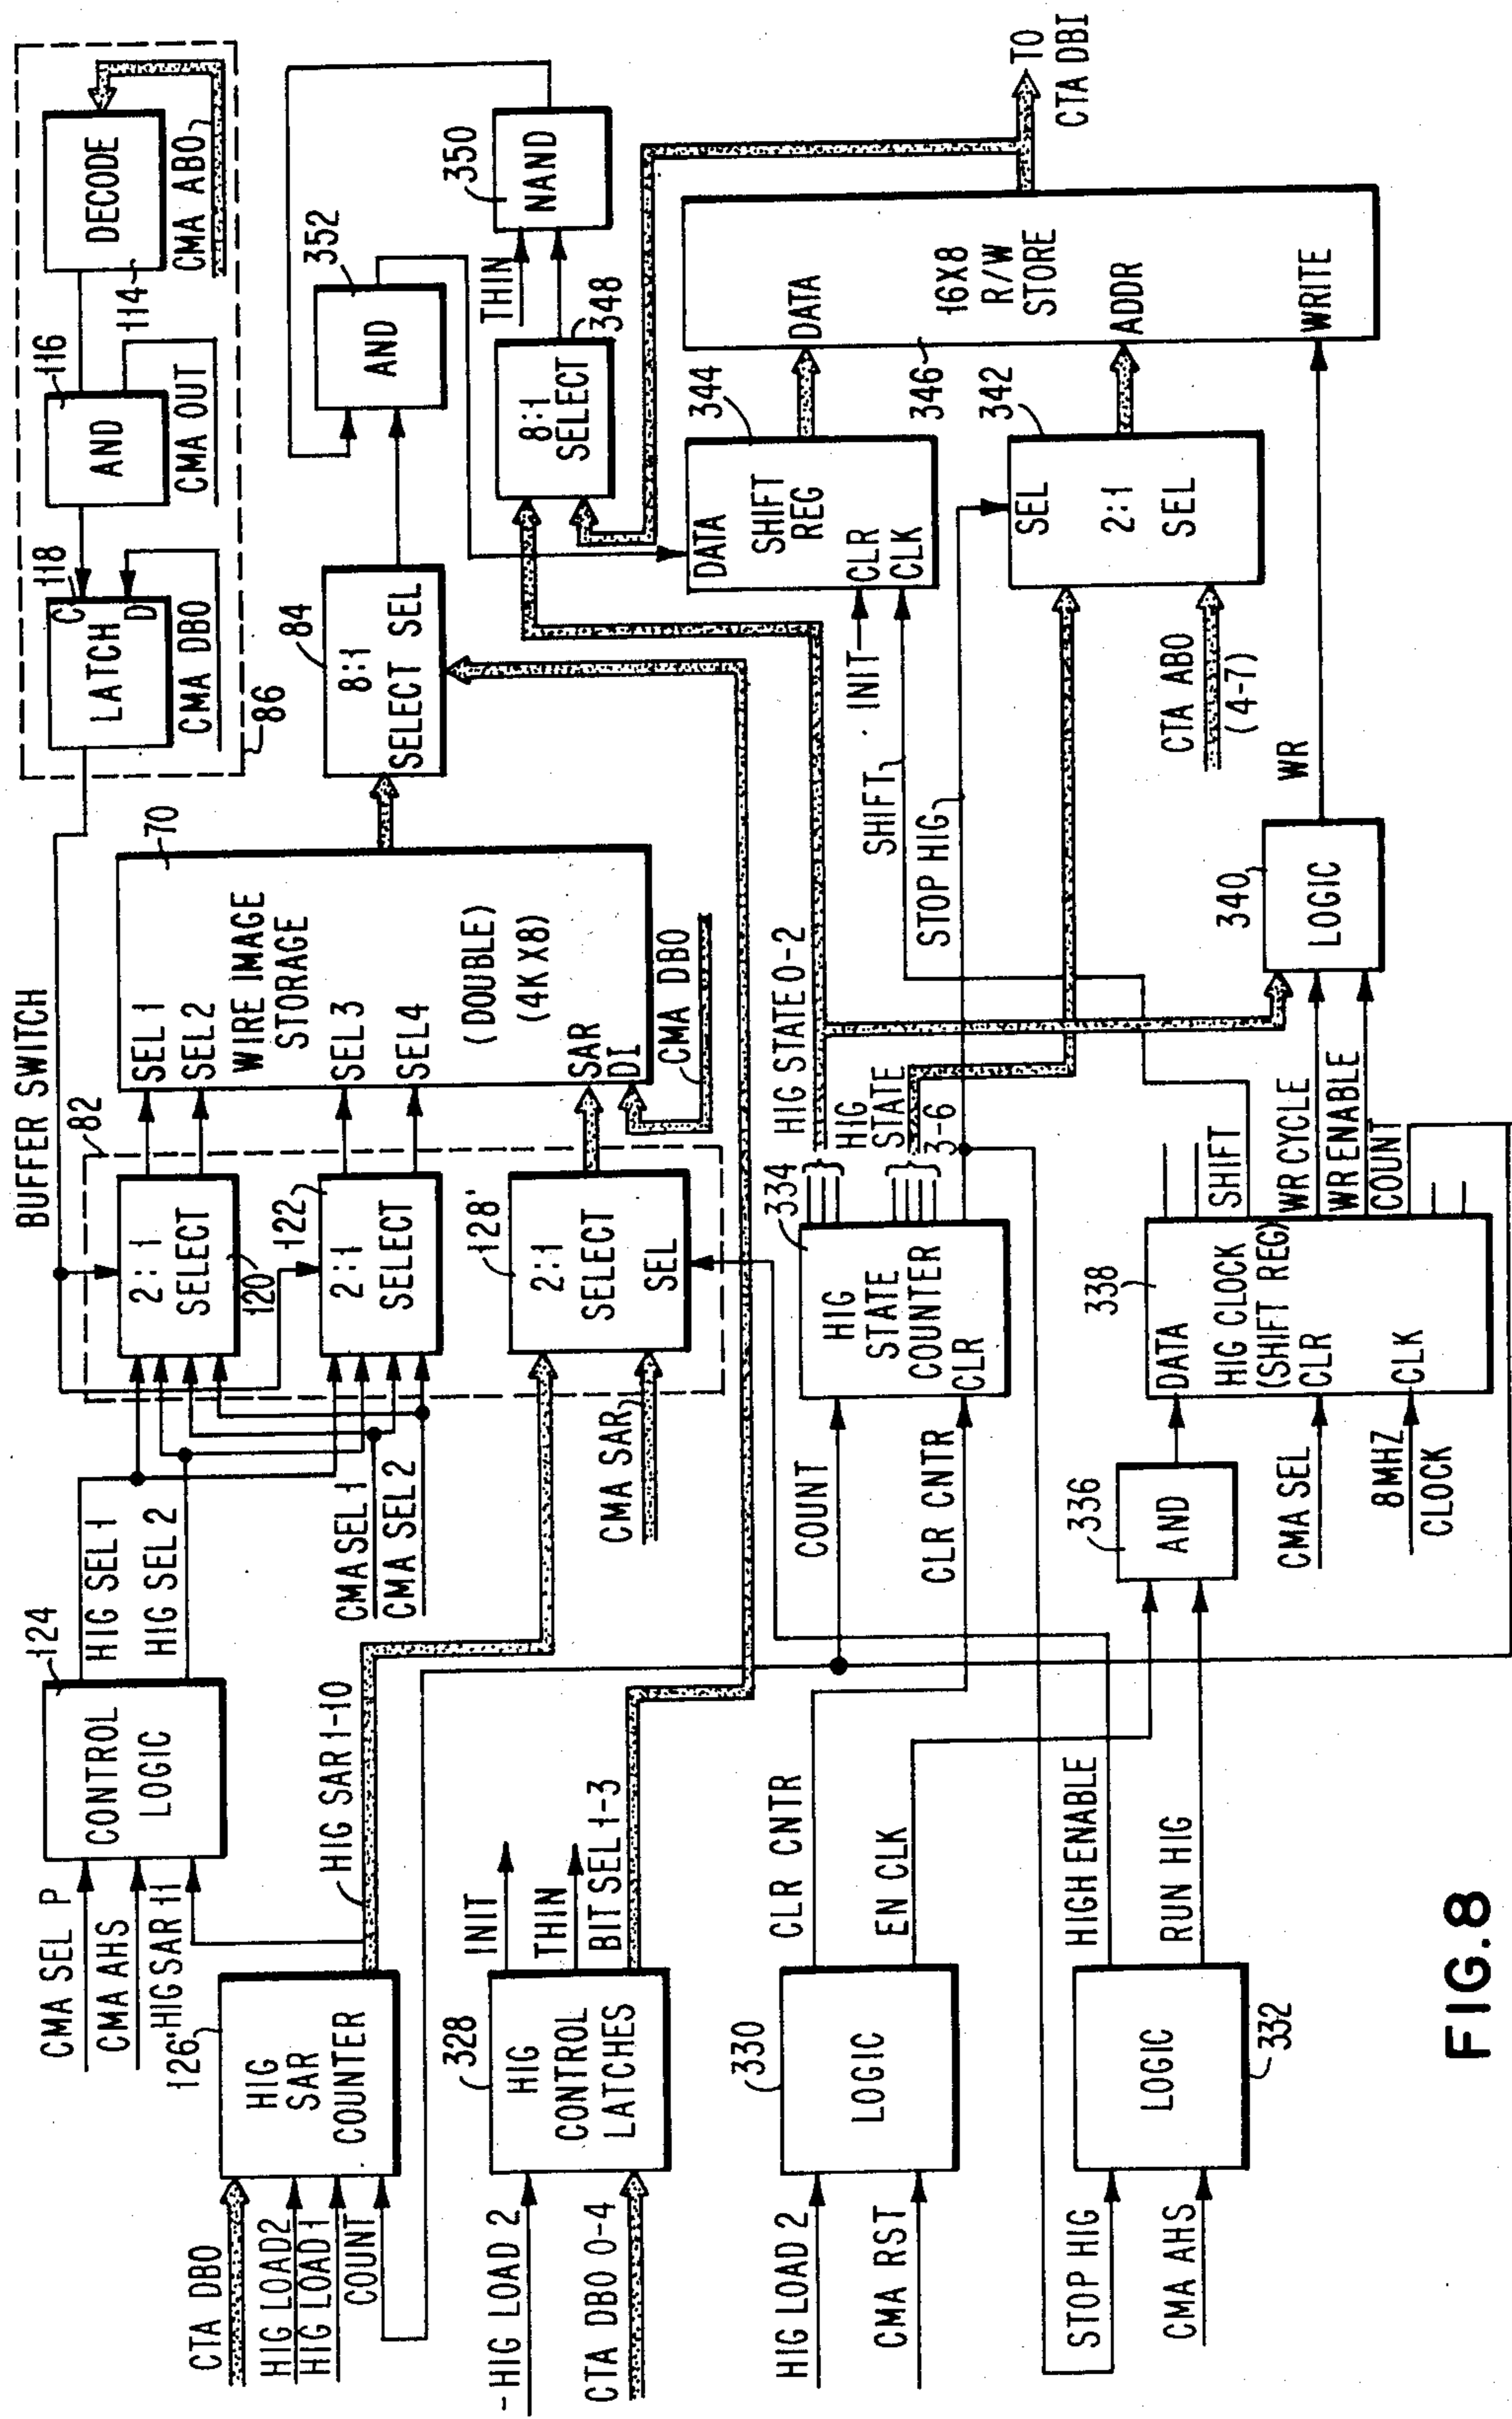 CMA SEL P
CMA AHS
HIG SAR 11
124
CONTROL
LOGIC
HIG SEL 1
HIG SEL 2
CMA SEL 1
CMA SEL 2
BUFFER SWITCH
82
2:1
SELECT
120
122
2:1
SELECT
SEL 1
SEL 2
WIRE IMAGE
STORAGE
SEL 3
SEL 4
(DOUBLE)
(4K X 8)
SAR
DI
70
CMA DBO
LATCH
C
D
118
CMA DBO
86
AND
116
CMA OUT
DECODE
114
CMA ABO
126'
HIG
SAR
COUNTER
CTA DBO
HIG LOAD2
HIG LOAD1
COUNT
HIG SAR 1-10
CMA SAR
128'
2:1
SELECT
SEL
84
8:1
SELECT SEL
352
AND
THIN
350
NAND
8:1
SELECT
348
328
HIG
CONTROL
LATCHES
-HIG LOAD 2
CTA DBO 0-4
INIT
THIN
BIT SEL 1-3
330
LOGIC
HIG LOAD 2
CMA RST
CLR CNTR
EN CLK
COUNT
CLR CNTR
334
HIG
STATE
COUNTER
CLR
HIG STATE 0-2
HIG
STATE
3-6
SHIFT
INIT
STOP HIG
344
DATA
SHIFT
REG
CLR
CLK
346
DATA
16X8
R/W
STORE
ADDR
WRITE
TO
CTA DBI
342
SEL
2:1
SEL
CTA ABO
(4-7)
332
LOGIC
STOP HIG
CMA AHS
HIGH ENABLE
RUN HIG
336
AND
CMA SEL
8MHZ
CLOCK
338
DATA
HIG CLOCK
(SHIFT REG)
CLR
CLK
SHIFT
WR CYCLE
WR ENABLE
COUNT
340
LOGIC
WR
FIG.8